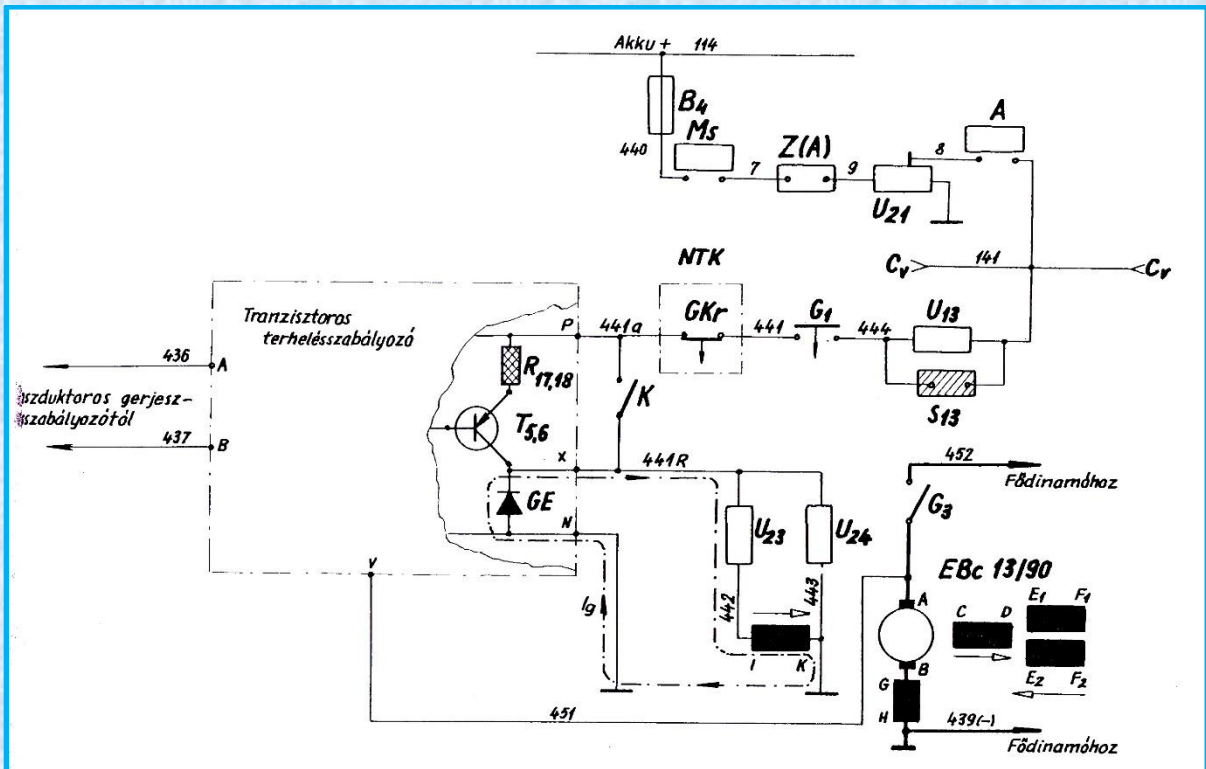 Akku + 114
B4
440
Ms
7
Z(A)
9
U21
8
A
Cv 141 Cv
NTK
Tranzisztoros
terhelésszabályozó
P
441a
GKr
441
G1
444
U13
S13
436
A
R17,18
K
szduktoros gerjesz-
szabályozótól
437
B
T5,6
X
441R
452
Fődinamóhoz
GE
N
G3
U23
U24
V
EBc 13/90
Ig
442
443
A
C D
E1 F1
I K
B
E2 F2
G
H
451
439(-)
Fődinamóhoz